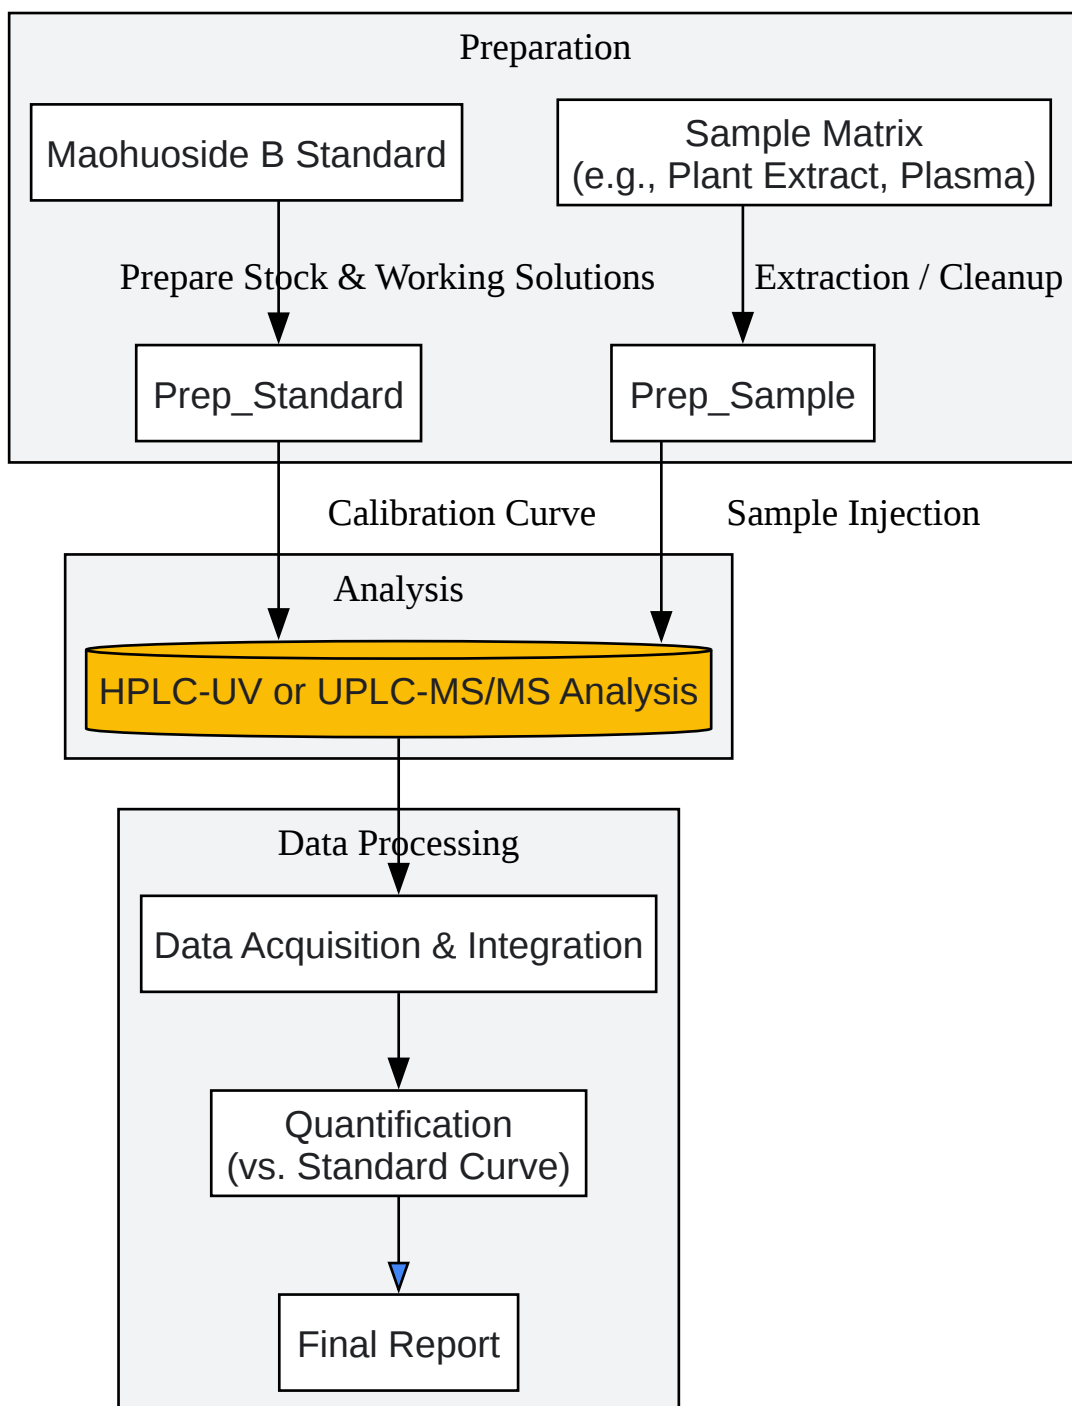 Preparation
Maohuoside B Standard
Sample Matrix
(e.g., Plant Extract, Plasma)
Prepare Stock & Working Solutions
Extraction / Cleanup
Prep_Standard
Prep_Sample
Calibration Curve
Sample Injection
Analysis
HPLC-UV or UPLC-MS/MS Analysis
Data Processing
Data Acquisition & Integration
Quantification
(vs. Standard Curve)
Final Report